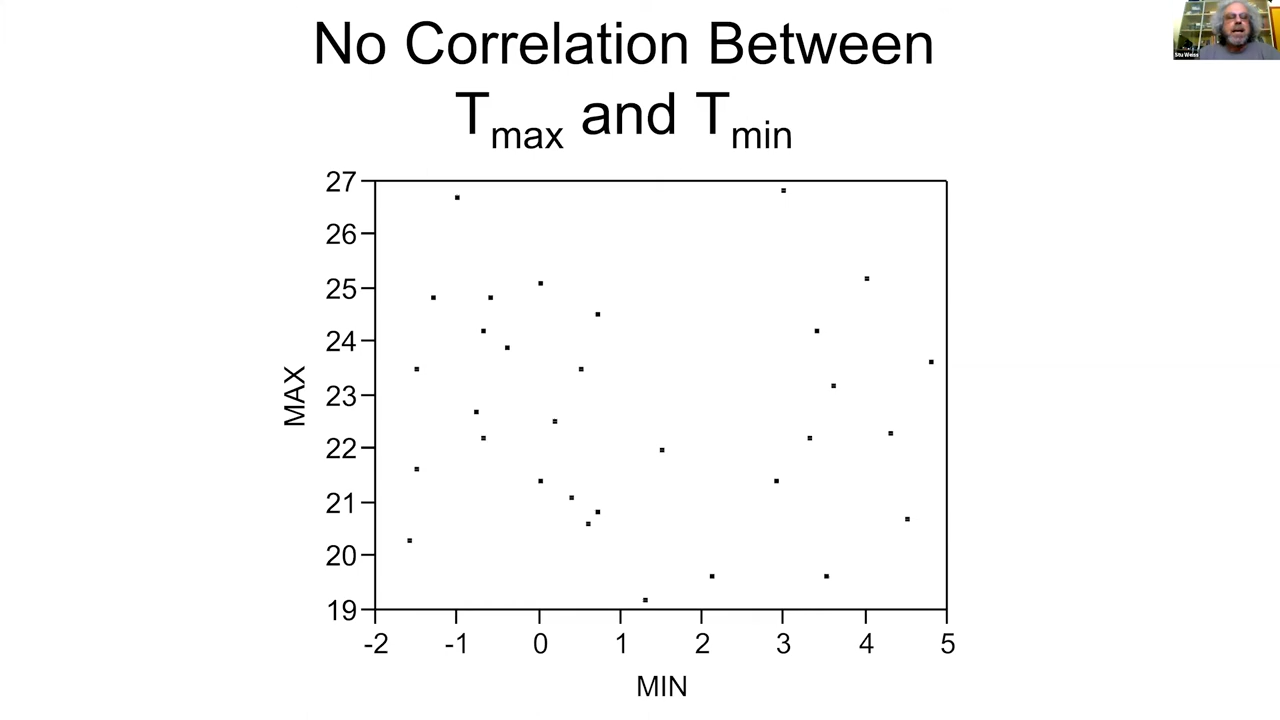 No Correlation Between
Tmax and Tmin
Stu Weiss
27
26
25
24
23
22
21
20
19
MAX
-2 -1 0 1 2 3 4 5
MIN